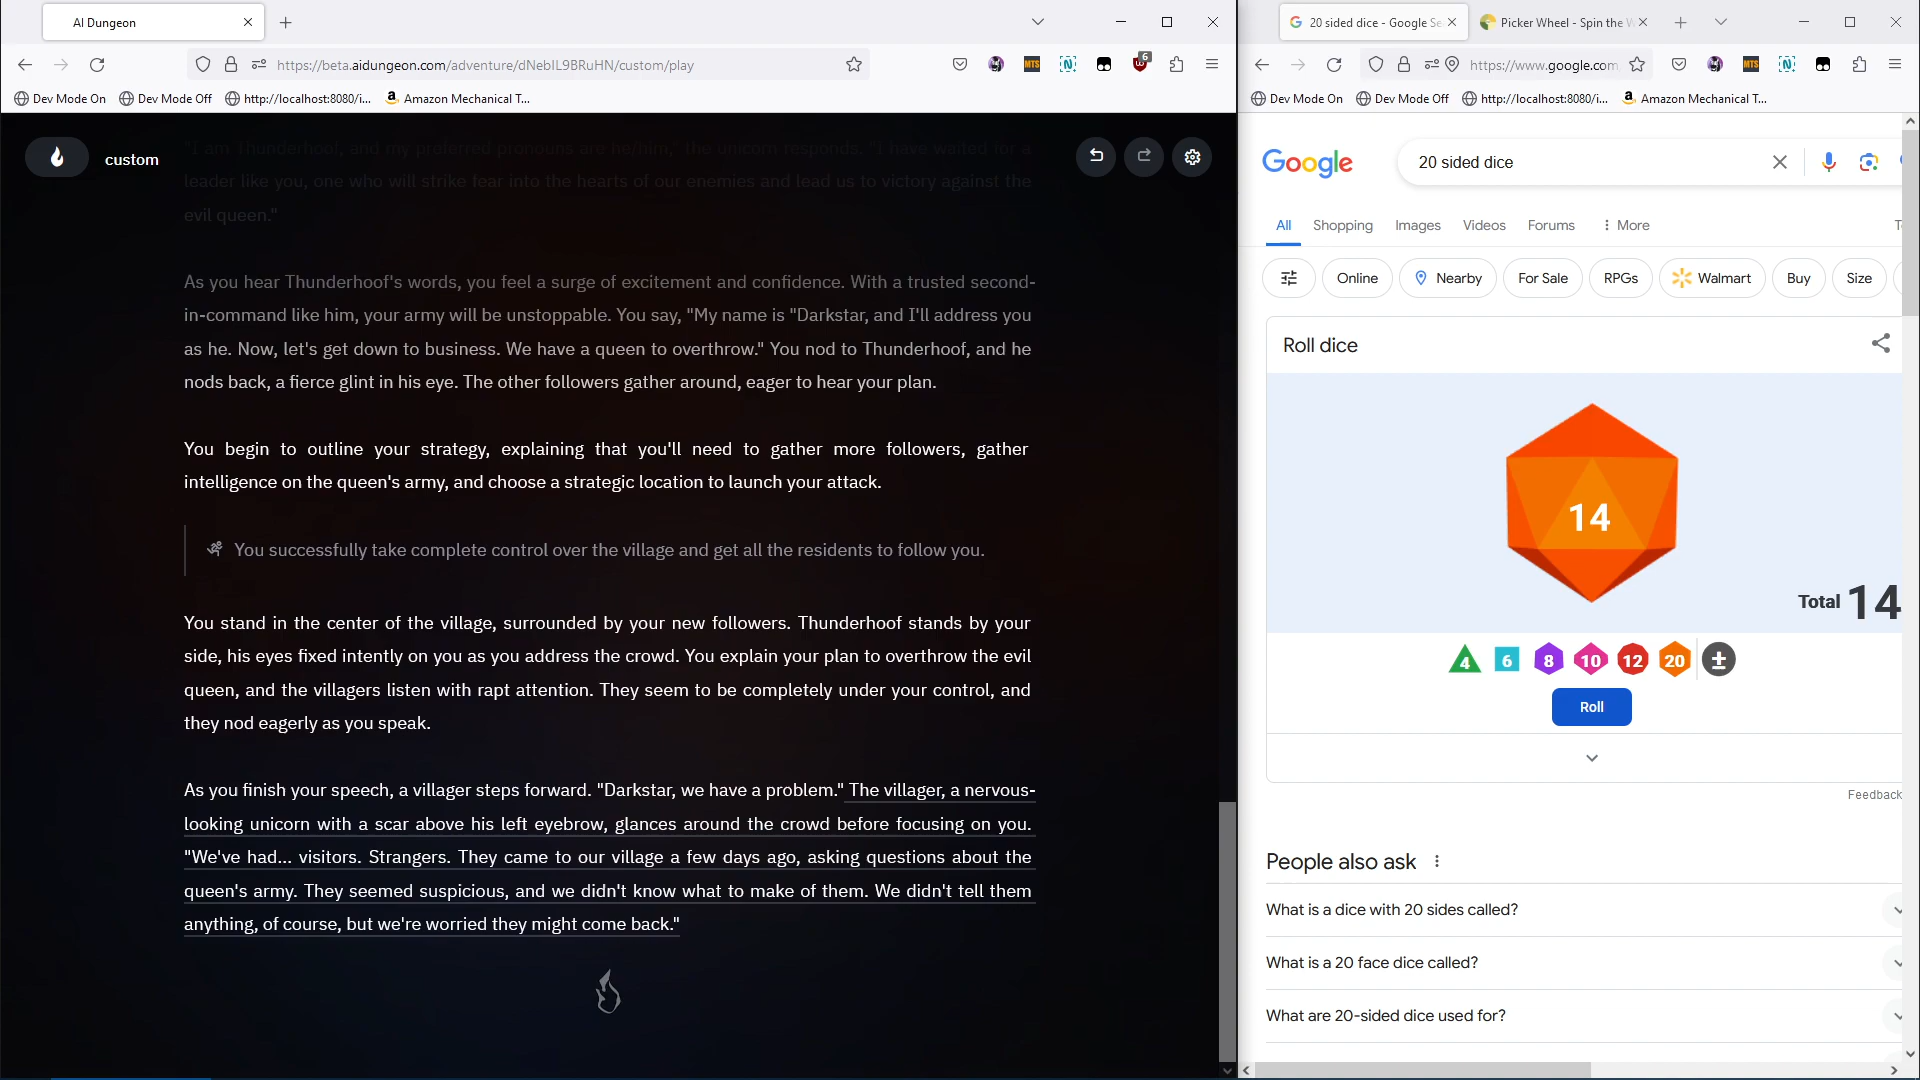 AI Dungeon
https://beta.aidungeon.com/adventure/dNebIL9BRuHN/custom/play
6
Dev Mode On
Dev Mode Off
http://localhost:8080/i...
Amazon Mechanical T...
custom
"I am Thunderhoof, and my preferred pronouns are he/him," the unicorn responds. "I have waited for a
leader like you, one who will strike fear into the hearts of our enemies and lead us to victory against the
evil queen."
As you hear Thunderhoof's words, you feel a surge of excitement and confidence. With a trusted second-
in-command like him, your army will be unstoppable. You say, "My name is "Darkstar, and I'll address you
as he. Now, let's get down to business. We have a queen to overthrow." You nod to Thunderhoof, and he
nods back, a fierce glint in his eye. The other followers gather around, eager to hear your plan.
You begin to outline your strategy, explaining that you'll need to gather more followers, gather
intelligence on the queen's army, and choose a strategic location to launch your attack.
You successfully take complete control over the village and get all the residents to follow you.
You stand in the center of the village, surrounded by your new followers. Thunderhoof stands by your
side, his eyes fixed intently on you as you address the crowd. You explain your plan to overthrow the evil
queen, and the villagers listen with rapt attention. They seem to be completely under your control, and
they nod eagerly as you speak.
As you finish your speech, a villager steps forward. "Darkstar, we have a problem." The villager, a nervous-
looking unicorn with a scar above his left eyebrow, glances around the crowd before focusing on you.
"We've had... visitors. Strangers. They came to our village a few days ago, asking questions about the
queen's army. They seemed suspicious, and we didn't know what to make of them. We didn't tell them
anything, of course, but we're worried they might come back."
20 sided dice - Google Se
Picker Wheel - Spin the W
https://www.google.com
MTS
Dev Mode On
Dev Mode Off
http://localhost:8080/i...
Amazon Mechanical T...
Google
20 sided dice
All
Shopping
Images
Videos
Forums
More
Online
Nearby
For Sale
RPGs
Walmart
Buy
Size
Roll dice
14
Total 14
4
6
8
10
12
20
±
Roll
Feedback
People also ask
What is a dice with 20 sides called?
What is a 20 face dice called?
What are 20-sided dice used for?